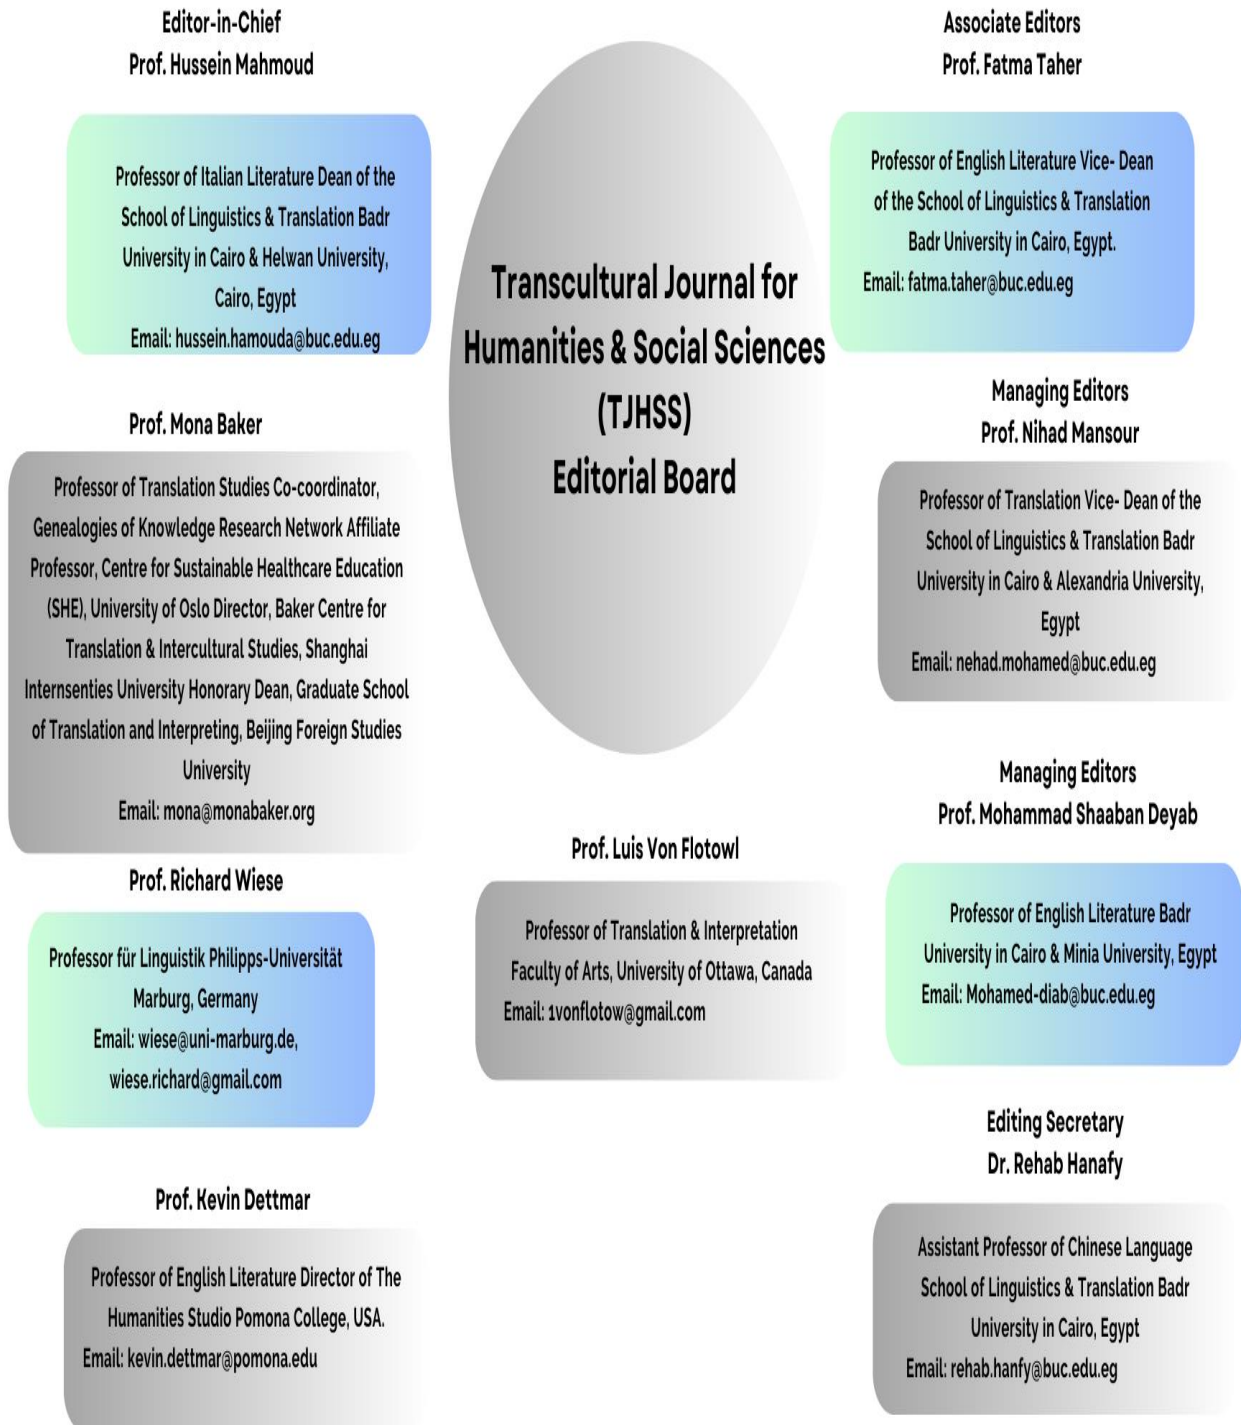 Editor-in-Chief
Prof. Hussein Mahmoud
Professor of Italian Literature Dean of the
School of Linguistics & Translation Badr
University in Cairo & Helwan University,
Cairo, Egypt
Email: hussein.hamouda@buc.edu.eg
Prof. Mona Baker
Professor of Translation Studies Co-coordinator,
Genealogies of Knowledge Research Network Affiliate
Professor, Centre for Sustainable Healthcare Education
(SHE), University of Oslo Director, Baker Centre for
Translation & Intercultural Studies, Shanghai
Internsenties University Honorary Dean, Graduate School
of Translation and Interpreting, Beijing Foreign Studies
University
Email: mona@monabaker.org
Prof. Richard Wiese
Professor für Linguistik Philipps-Universität
Marburg, Germany
Email: wiese@uni-marburg.de,
wiese.richard@gmail.com
Prof. Kevin Dettmar
Professor of English Literature Director of The
Humanities Studio Pomona College, USA.
Email: kevin.dettmar@pomona.edu
Transcultural Journal for
Humanities & Social Sciences
(TJHSS)
Editorial Board
Prof. Luis Von Flotowl
Professor of Translation & Interpretation
Faculty of Arts, University of Ottawa, Canada
Email: 1vonflotow@gmail.com
Associate Editors
Prof. Fatma Taher
Professor of English Literature Vice- Dean
of the School of Linguistics & Translation
Badr University in Cairo, Egypt.
Email: fatma.taher@buc.edu.eg
Managing Editors
Prof. Nihad Mansour
Professor of Translation Vice- Dean of the
School of Linguistics & Translation Badr
University in Cairo & Alexandria University,
Egypt
Email: nehad.mohamed@buc.edu.eg
Managing Editors
Prof. Mohammad Shaaban Deyab
Professor of English Literature Badr
University in Cairo & Minia University, Egypt
Email: Mohamed-diab@buc.edu.eg
Editing Secretary
Dr. Rehab Hanafy
Assistant Professor of Chinese Language
School of Linguistics & Translation Badr
University in Cairo, Egypt
Email: rehab.hanfy@buc.edu.eg